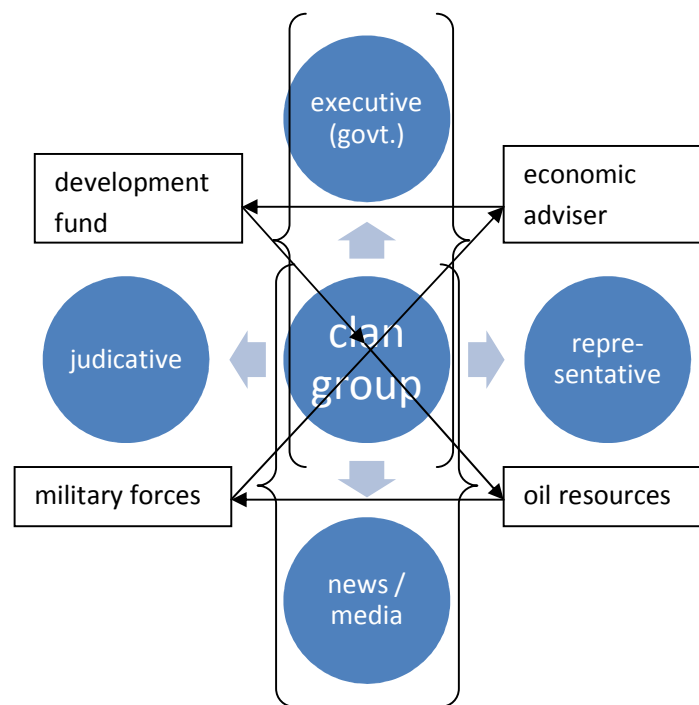 executive
(govt.)
development
fund
economic
adviser
judicative
clan
group
repre-
sentative
military forces
oil resources
news /
media